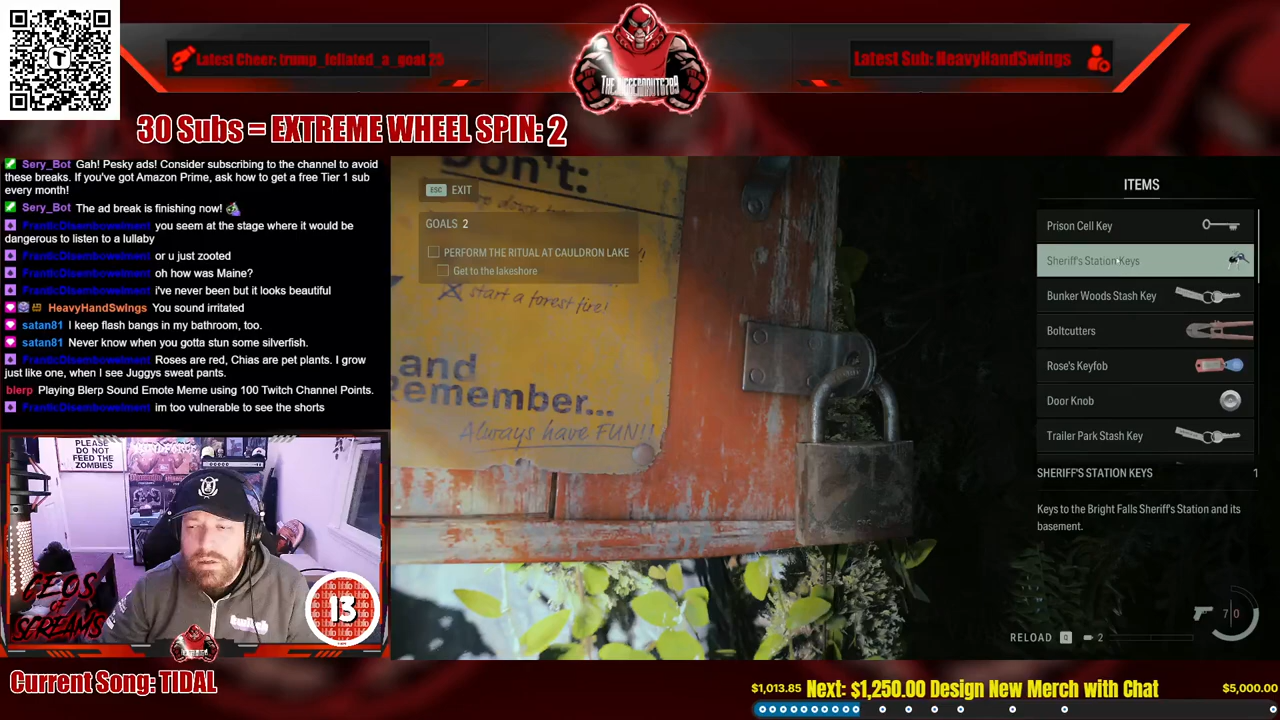 Latest Cheer: trump_fellated_a_goat 25
THEJUGGERNAUT6789
Latest Sub: HeavyHandSwings
30 Subs = EXTREME WHEEL SPIN: 2
Sery_Bot Gah! Pesky ads! Consider subscribing to the channel to avoid
these breaks. If you've got Amazon Prime, ask how to get a free Tier 1 sub
every month!
Sery_Bot The ad break is finishing now!
FranticDisembowelment you seem at the stage where it would be
dangerous to listen to a lullaby
FranticDisembowelment or u just zooted
FranticDisembowelment oh how was Maine?
FranticDisembowelment i've never been but it looks beautiful
HeavyHandSwings You sound irritated
satan81 I keep flash bangs in my bathroom, too.
satan81 Never know when you gotta stun some silverfish.
FranticDisembowelment Roses are red, Chias are pet plants. I grow
just like one, when I see Juggys sweat pants.
blerp Playing Blerp Sound Emote Meme using 100 Twitch Channel Points.
FranticDisembowelment im too vulnerable to see the shorts
PLEASE
DO NOT
FEED THE
ZOMBIES
GEOS
OF
SCREAMS
13
Current Song: TIDAL
Don't:
ESC EXIT
GOALS 2
PERFORM THE RITUAL AT CAULDRON LAKE
Get to the lakeshore
start a forest fire!
and
Remember...
Always have FUN!!
ITEMS
Prison Cell Key
Sheriff's Station Keys
Bunker Woods Stash Key
Boltcutters
Rose's Keyfob
Door Knob
Trailer Park Stash Key
SHERIFF'S STATION KEYS 1
Keys to the Bright Falls Sheriff's Station and its
basement.
7 0
RELOAD Q 2
$1,013.85 Next: $1,250.00 Design New Merch with Chat $5,000.00